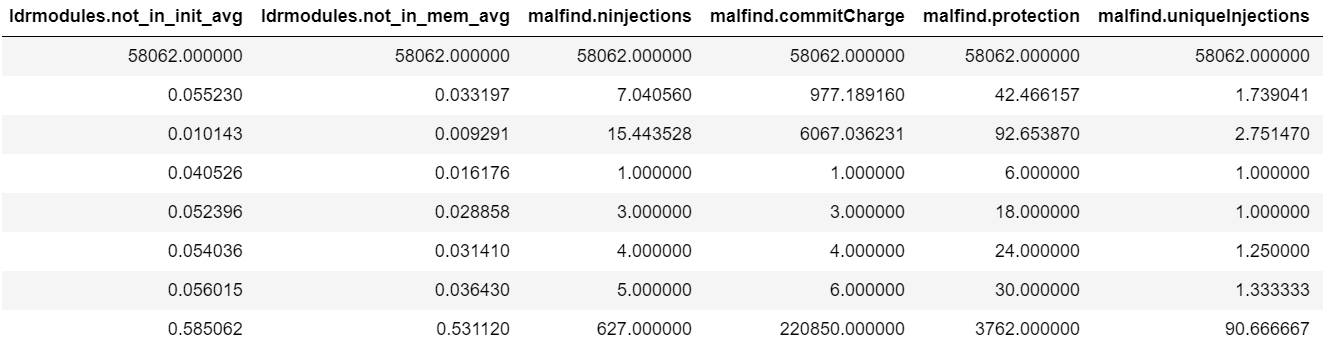 ldrmodules.not_in_init_avg ldrmodules.not_in_mem_avg malfind.ninjections malfind.commitCharge malfind.protection malfind.uniqueInjections
58062.000000 58062.000000 58062.000000 58062.000000 58062.000000 58062.000000
0.055230 0.033197 7.040560 977.189160 42.466157 1.739041
0.010143 0.009291 15.443528 6067.036231 92.653870 2.751470
0.040526 0.016176 1.000000 1.000000 6.000000 1.000000
0.052396 0.028858 3.000000 3.000000 18.000000 1.000000
0.054036 0.031410 4.000000 4.000000 24.000000 1.250000
0.056015 0.036430 5.000000 6.000000 30.000000 1.333333
0.585062 0.531120 627.000000 220850.000000 3762.000000 90.666667